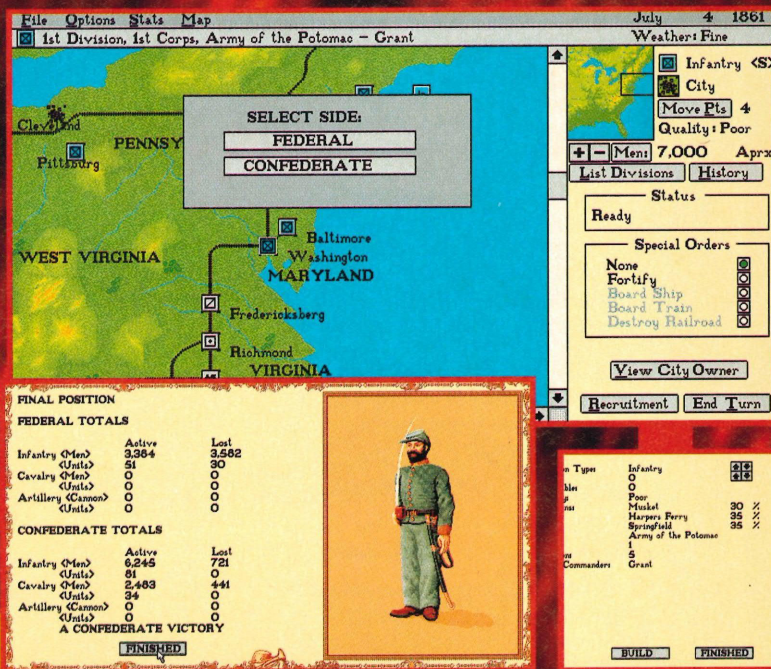 File Options Stats Map July 4 1861
1st Division, 1st Corps, Army of the Potomac - Grant Weather: Fine
SELECT SIDE:
FEDERAL
CONFEDERATE
Cleveland
PENNSY
Pittsburg
Baltimore
Washington
WEST VIRGINIA
MARYLAND
Fredericksberg
Richmond
VIRGINIA
Infantry <S>
City
Move Pts 4
Quality: Poor
+ - Men: 7,000 Aprx
List Divisions History
Status
Ready
Special Orders
None
Fortify
Board Ship
Board Train
Destroy Railroad
View City Owner
Recruitment End Turn
FINAL POSITION
FEDERAL TOTALS
Active Lost
Infantry <Men> 3,384 3,582
<Units> 51 30
Cavalry <Men> 0 0
<Units> 0 0
Artillery <Cannon> 0 0
<Units> 0 0
CONFEDERATE TOTALS
Active Lost
Infantry <Men> 6,245 721
<Units> 81 0
Cavalry <Men> 2,483 441
<Units> 34 0
Artillery <Cannon> 0 0
<Units> 0 0
A CONFEDERATE VICTORY
FINISHED
n Type: Infantry
ble: 0
Poor
ns: Musket 30 %
Harpers Ferry 35 %
Springfield 35 %
Army of the Potomac
1
5
Commander: Grant
BUILD FINISHED